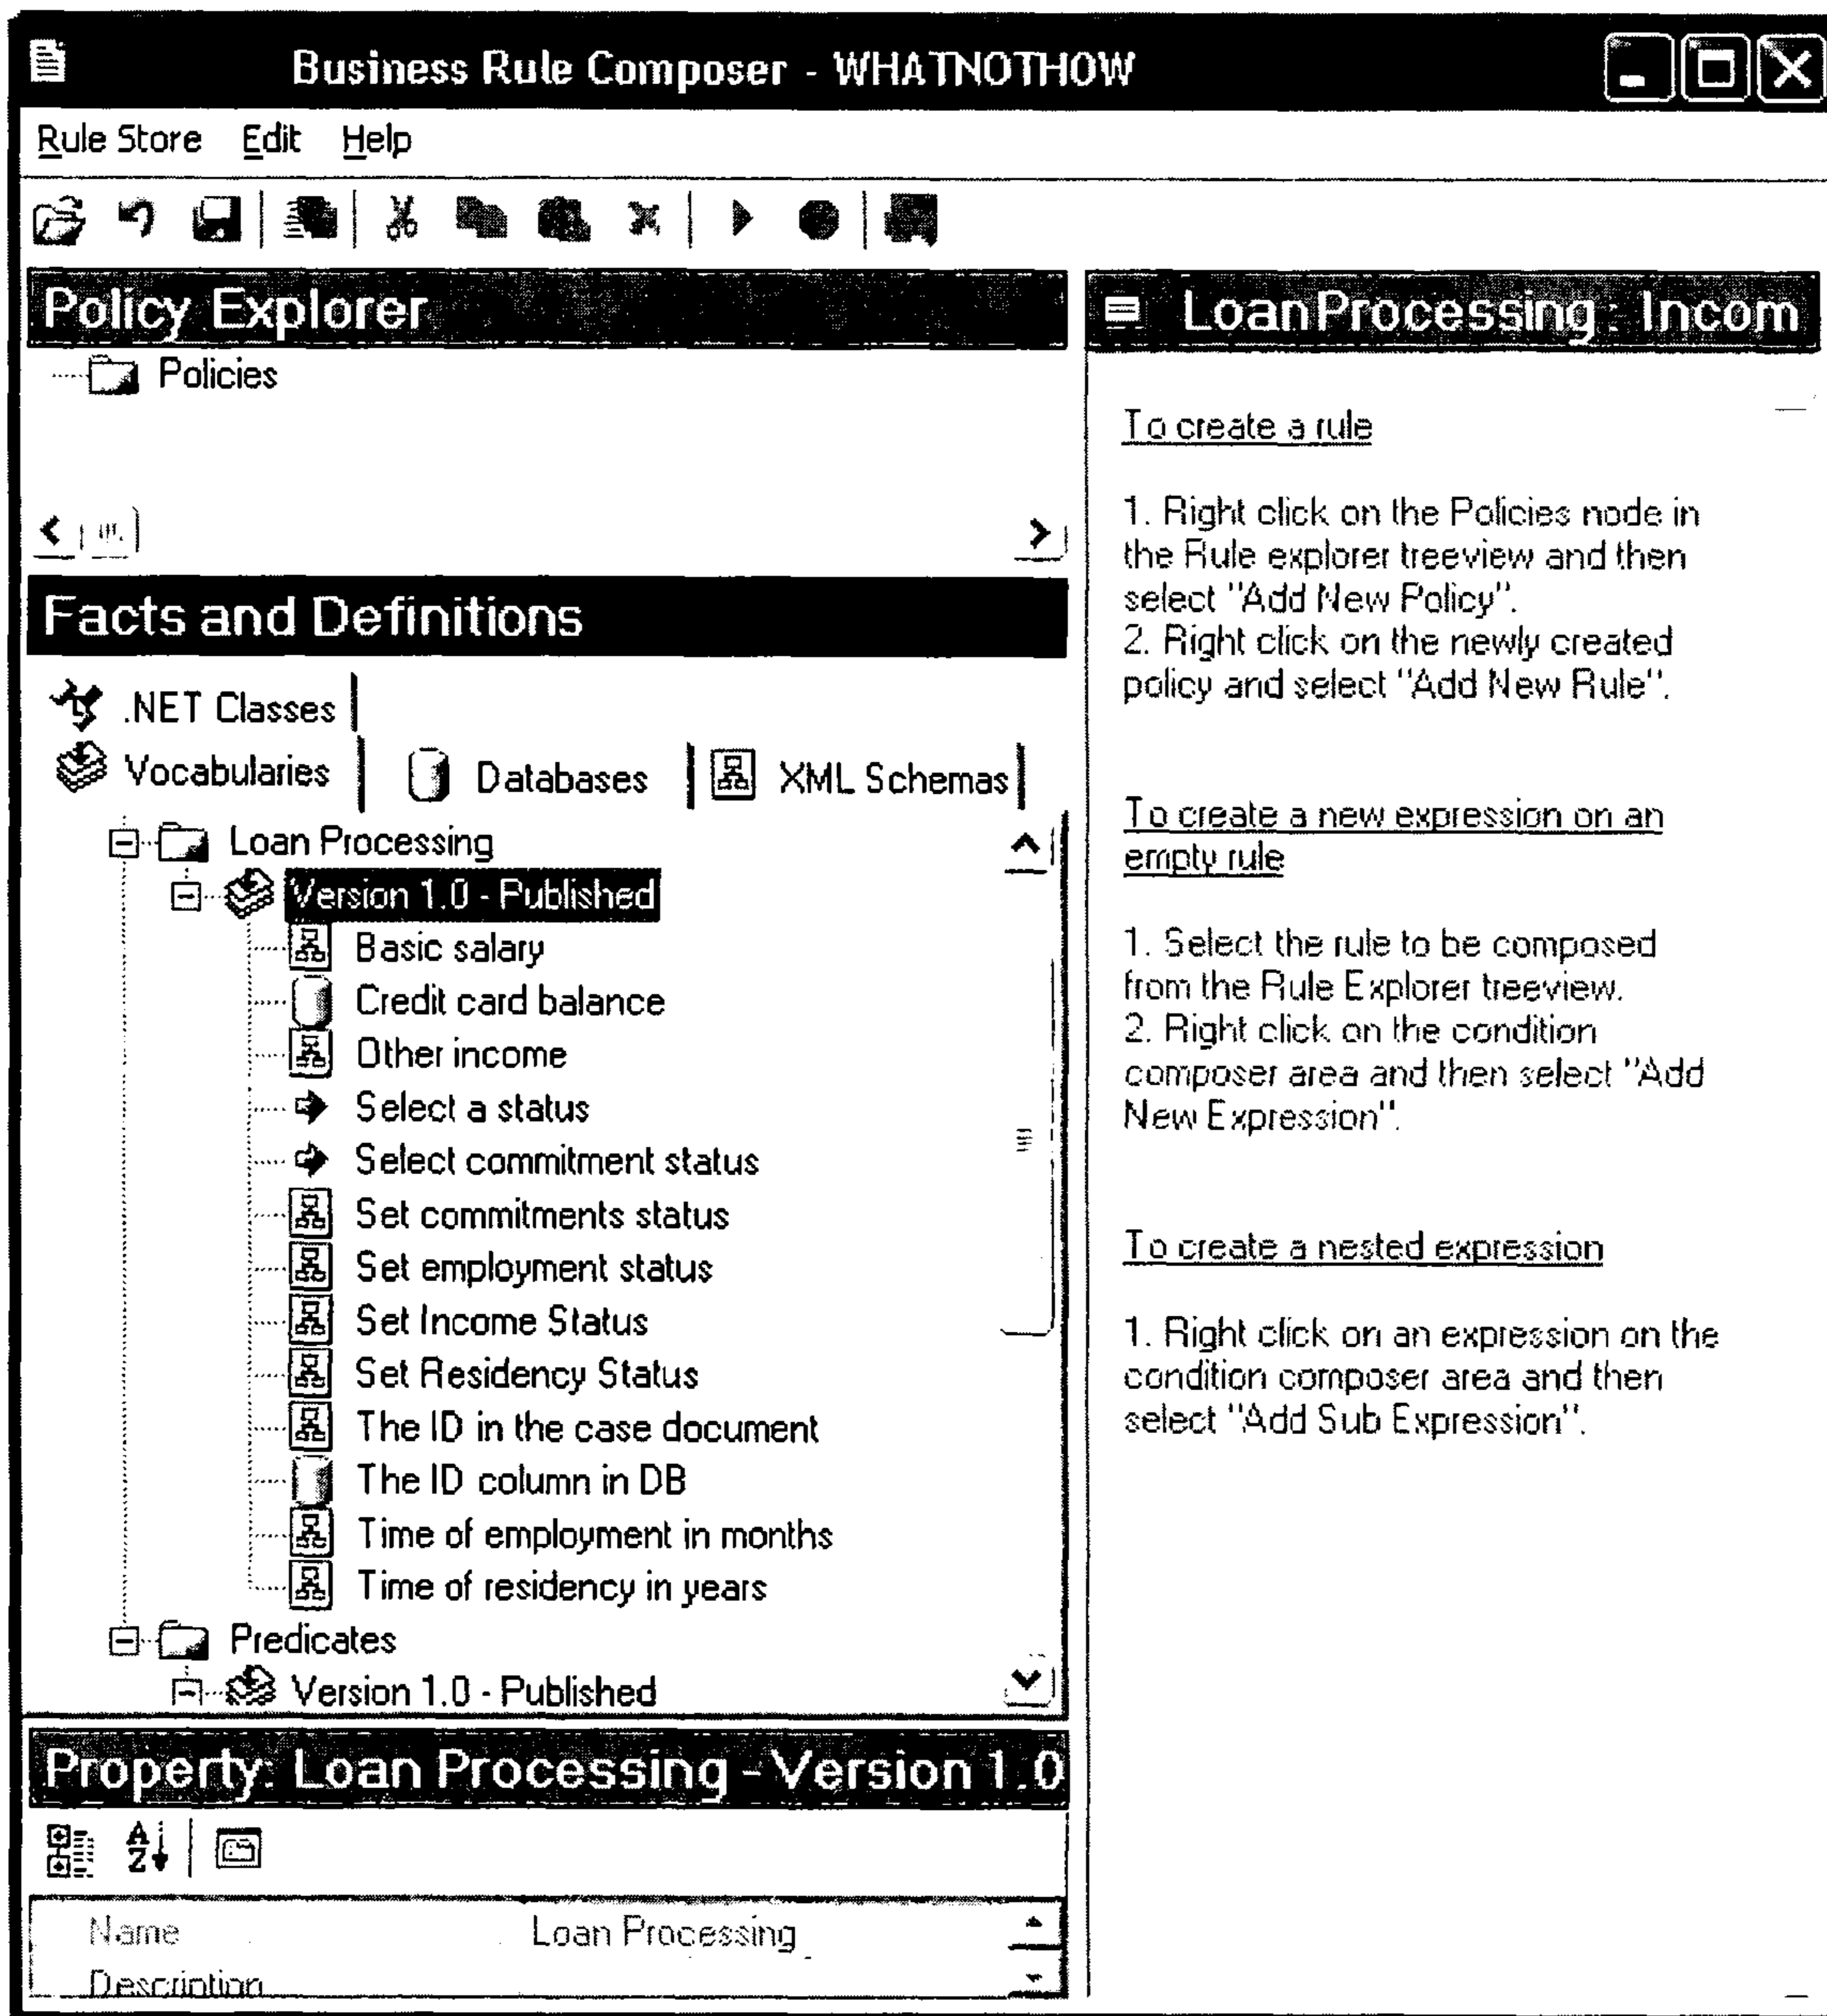 Business Rule Composer - WHATNOTHOW
Rule Store Edit Help
Policy Explorer
Policies
Facts and Definitions
.NET Classes
Vocabularies Databases XML Schemas
Loan Processing
Version 1.0 - Published
Basic salary
Credit card balance
Other income
Select a status
Select commitment status
Set commitments status
Set employment status
Set Income Status
Set Residency Status
The ID in the case document
The ID column in DB
Time of employment in months
Time of residency in years
Predicates
Version 1.0 - Published
Property: Loan Processing - Version 1.0
A
Z
Name Loan Processing
Description
LoanProcessing : Incom
To create a rule
1. Right click on the Policies node in
the Rule explorer treeview and then
select "Add New Policy".
2. Right click on the newly created
policy and select "Add New Rule".
To create a new expression on an
empty rule
1. Select the rule to be composed
from the Rule Explorer treeview.
2. Right click on the condition
composer area and then select "Add
New Expression".
To create a nested expression
1. Right click on an expression on the
condition composer area and then
select "Add Sub Expression".